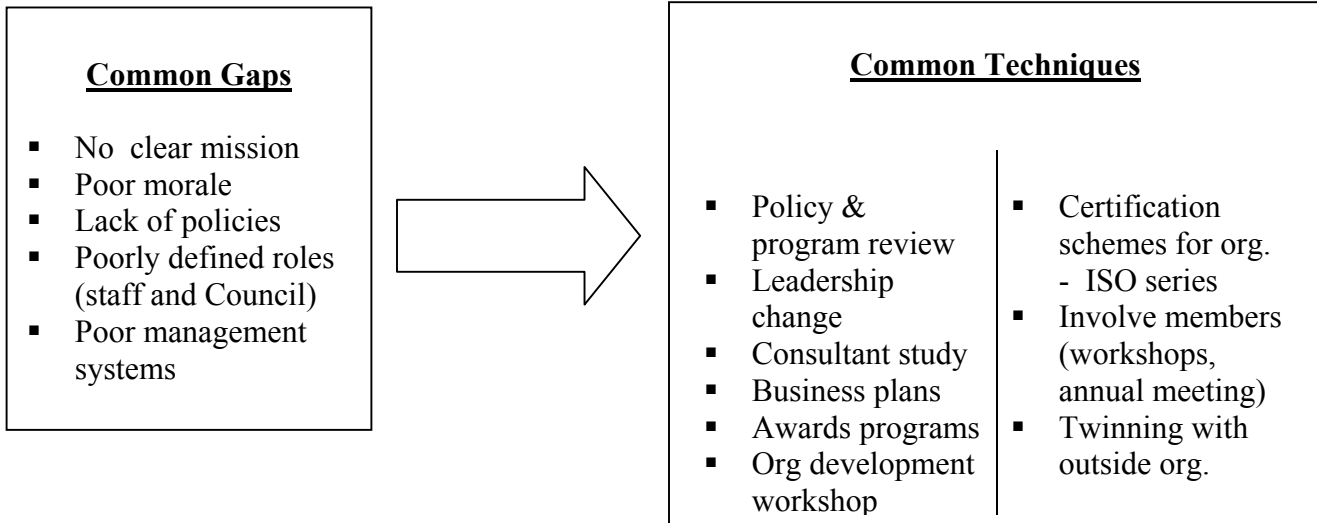 Common Gaps
▪ No clear mission
▪ Poor morale
▪ Lack of policies
▪ Poorly defined roles
(staff and Council)
▪ Poor management
systems
Common Techniques
▪ Policy &
program review
▪ Leadership
change
▪ Consultant study
▪ Business plans
▪ Awards programs
▪ Org development
workshop
▪ Certification
schemes for org.
- ISO series
▪ Involve members
(workshops,
annual meeting)
▪ Twinning with
outside org.